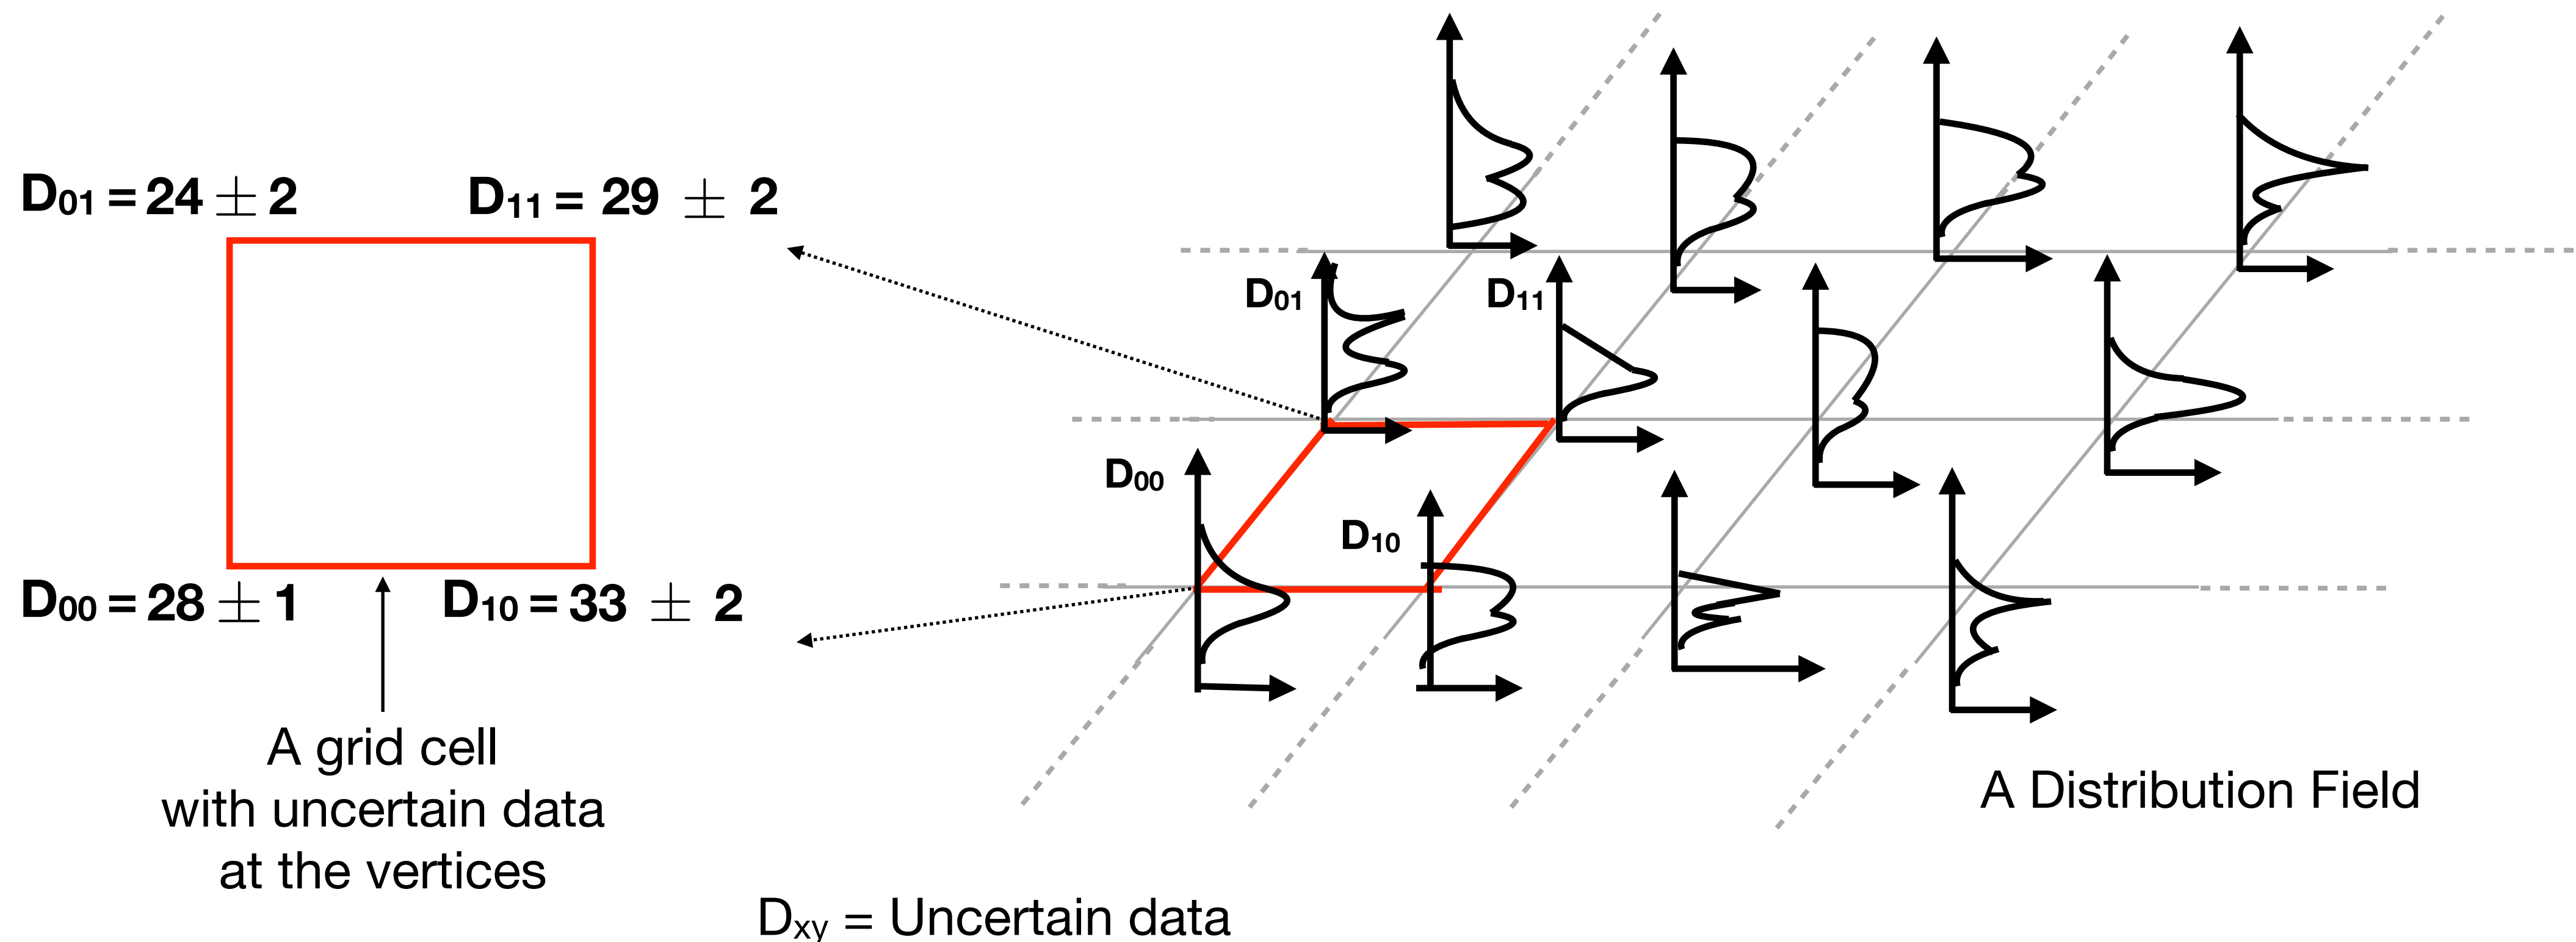 D₀₁ = 24 ± 2
D₁₁ = 29 ± 2
D₀₀ = 28 ± 1
D₁₀ = 33 ± 2
A grid cell
with uncertain data
at the vertices
D₀₁
D₁₁
D₀₀
D₁₀
A Distribution Field
Dₓᵧ = Uncertain data